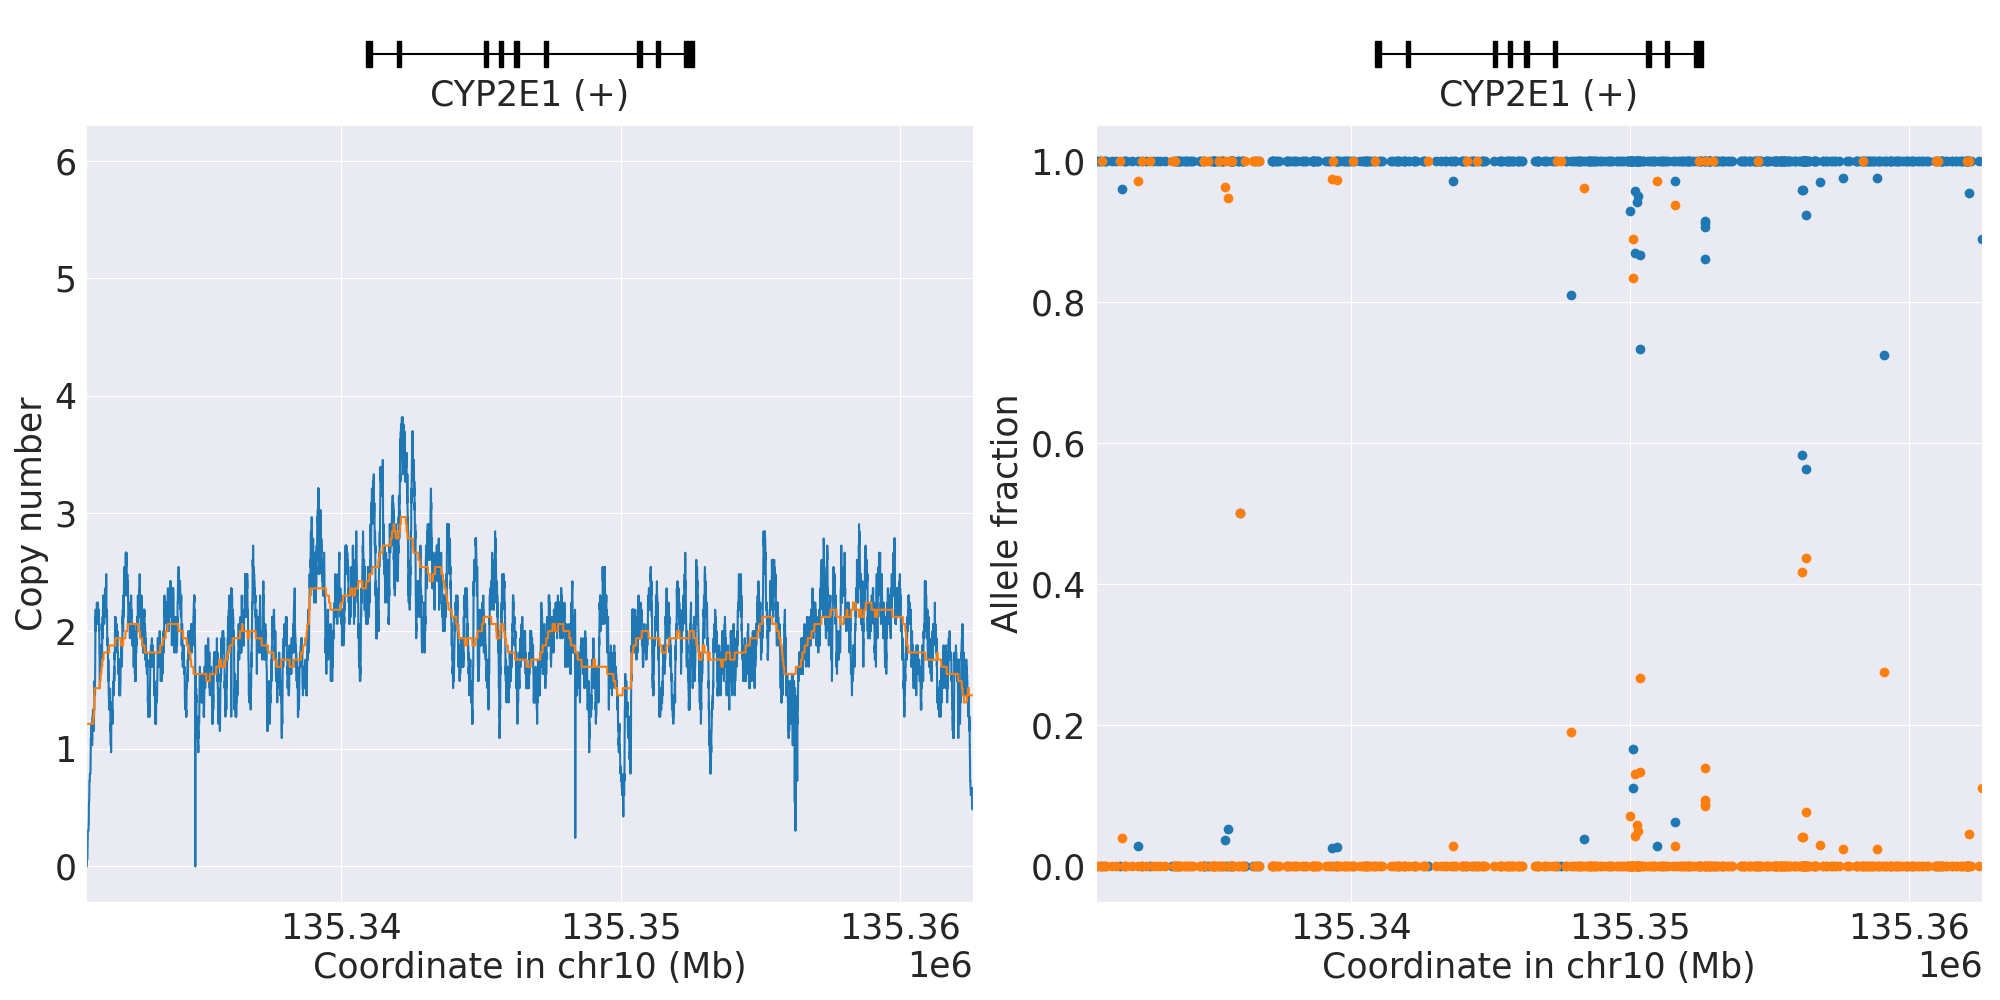 CYP2E1 (+)
6
5
4
3
2
1
0
Copy number
135.34
135.35
135.36
Coordinate in chr10 (Mb)
1e6
CYP2E1 (+)
1.0
0.8
0.6
0.4
0.2
0.0
Allele fraction
135.34
135.35
135.36
Coordinate in chr10 (Mb)
1e6